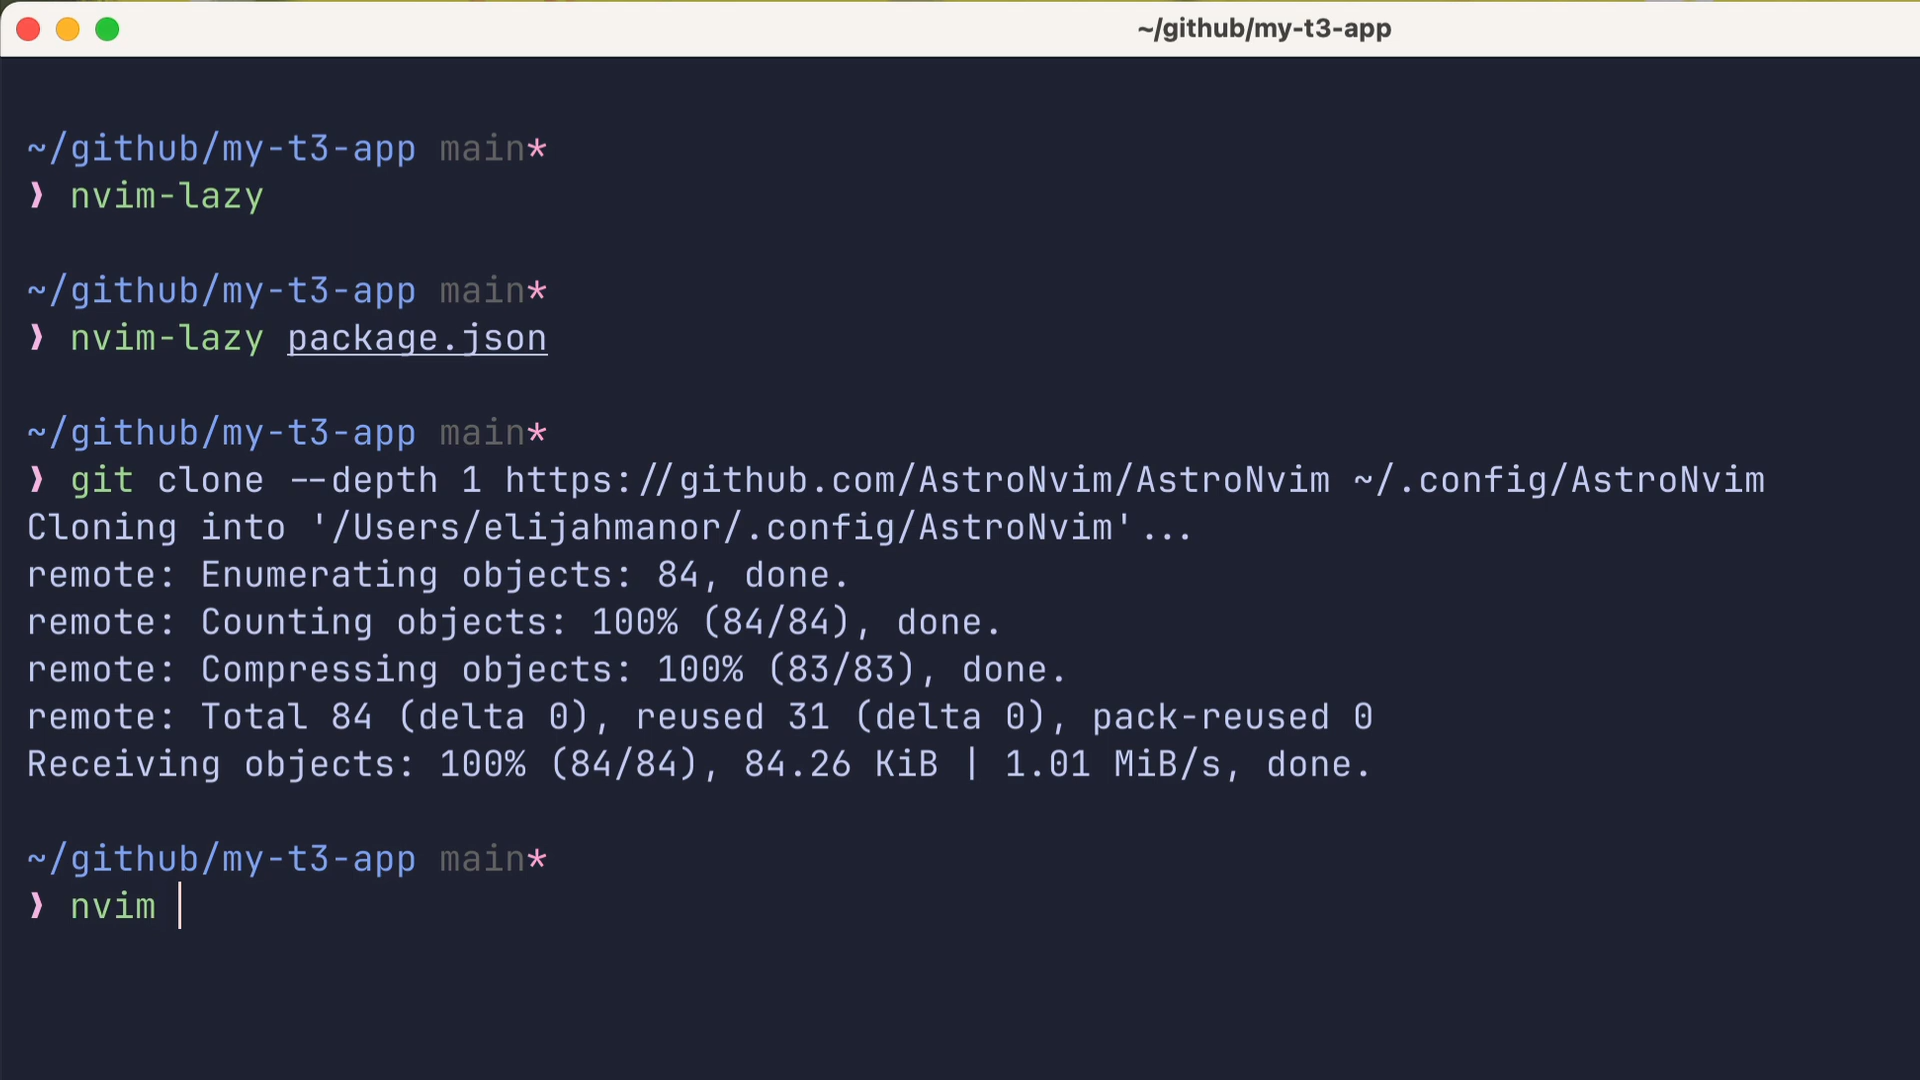 ~/github/my-t3-app
~/github/my-t3-app main*
❱ nvim-lazy
~/github/my-t3-app main*
❱ nvim-lazy package.json
~/github/my-t3-app main*
❱ git clone --depth 1 https://github.com/AstroNvim/AstroNvim ~/.config/AstroNvim
Cloning into '/Users/elijahmanor/.config/AstroNvim'...
remote: Enumerating objects: 84, done.
remote: Counting objects: 100% (84/84), done.
remote: Compressing objects: 100% (83/83), done.
remote: Total 84 (delta 0), reused 31 (delta 0), pack-reused 0
Receiving objects: 100% (84/84), 84.26 KiB | 1.01 MiB/s, done.
~/github/my-t3-app main*
❱ nvim